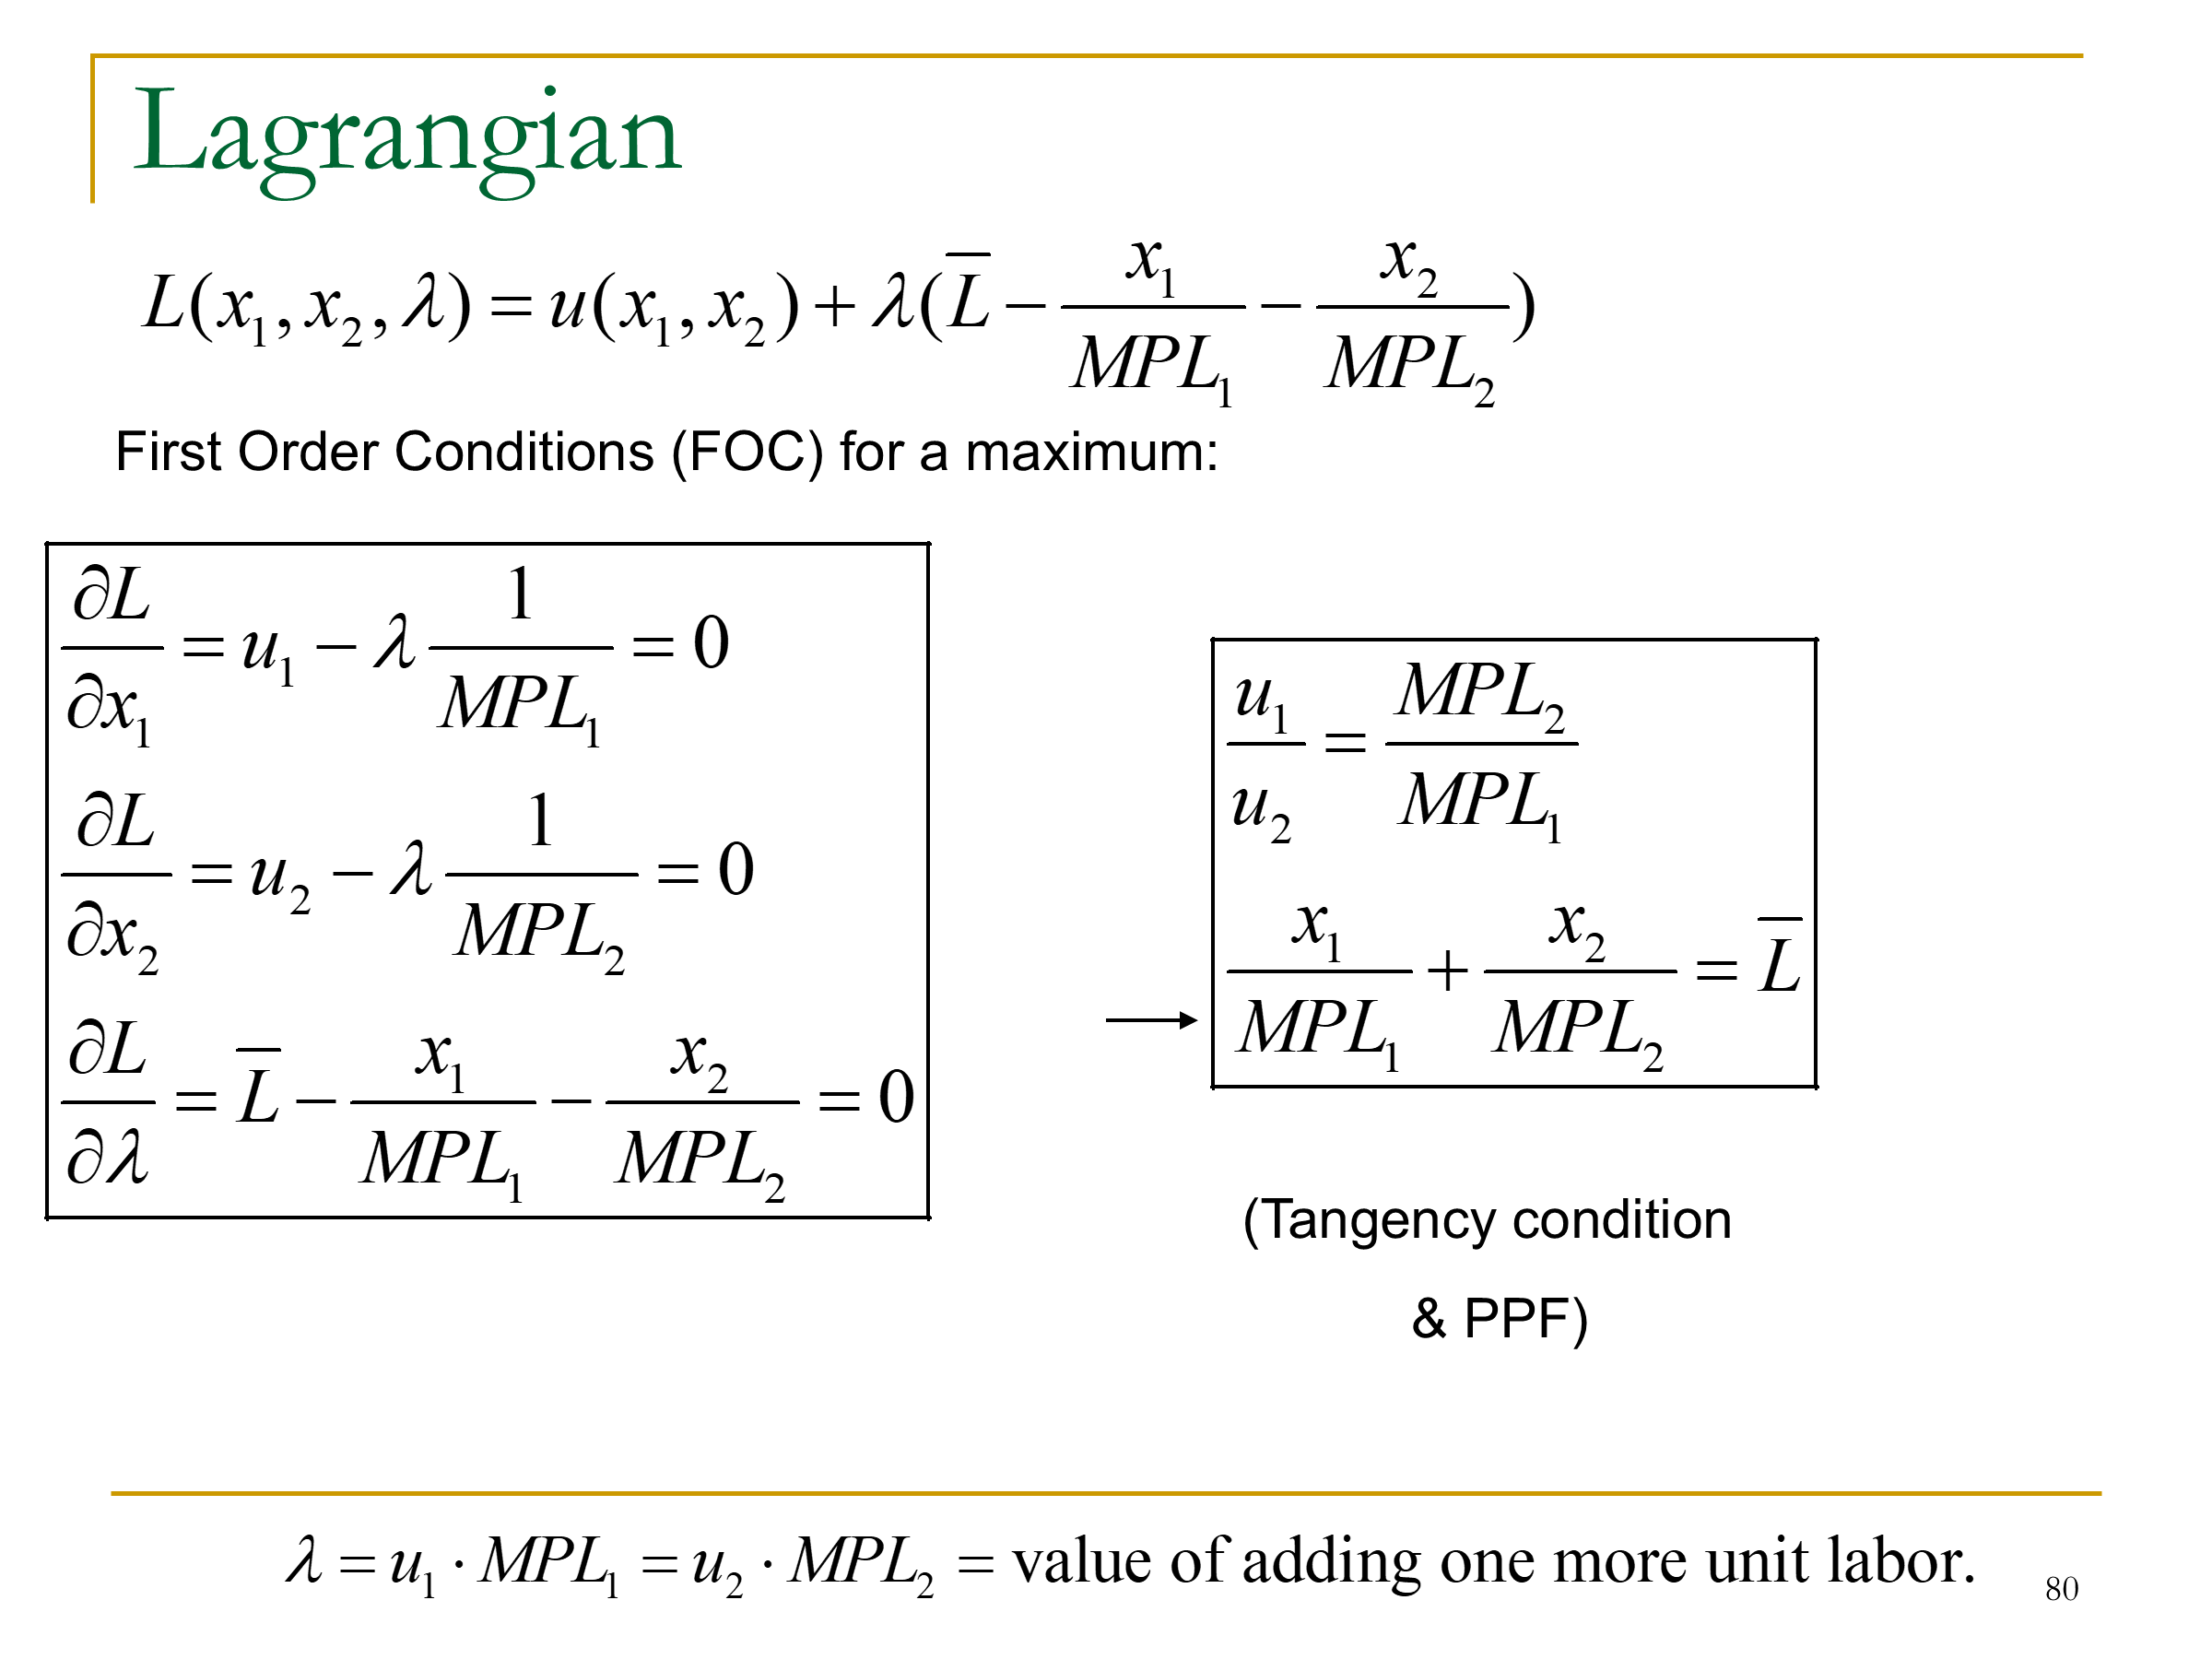 Lagrangian
L(x₁, x₂, λ) = u(x₁, x₂) + λ(L̅ − x₁/MPL₁ − x₂/MPL₂)
First Order Conditions (FOC) for a maximum:
∂L/∂x₁ = u₁ − λ 1/MPL₁ = 0
∂L/∂x₂ = u₂ − λ 1/MPL₂ = 0
∂L/∂λ = L̅ − x₁/MPL₁ − x₂/MPL₂ = 0
u₁/u₂ = MPL₂/MPL₁
→ x₁/MPL₁ + x₂/MPL₂ = L̅
(Tangency condition
& PPF)
λ = u₁ · MPL₁ = u₂ · MPL₂ = value of adding one more unit labor.
80